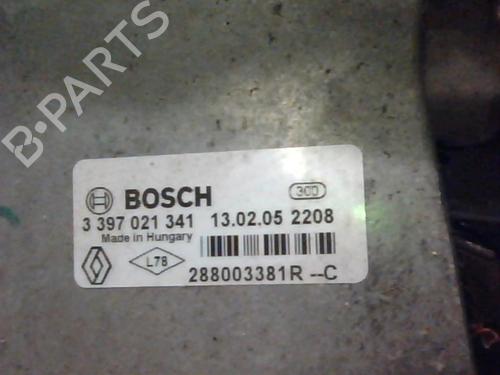 B-PARTS
BOSCH 300
3 397 021 341 13.02.05 2208
Made in Hungary
L78
288003381R --C